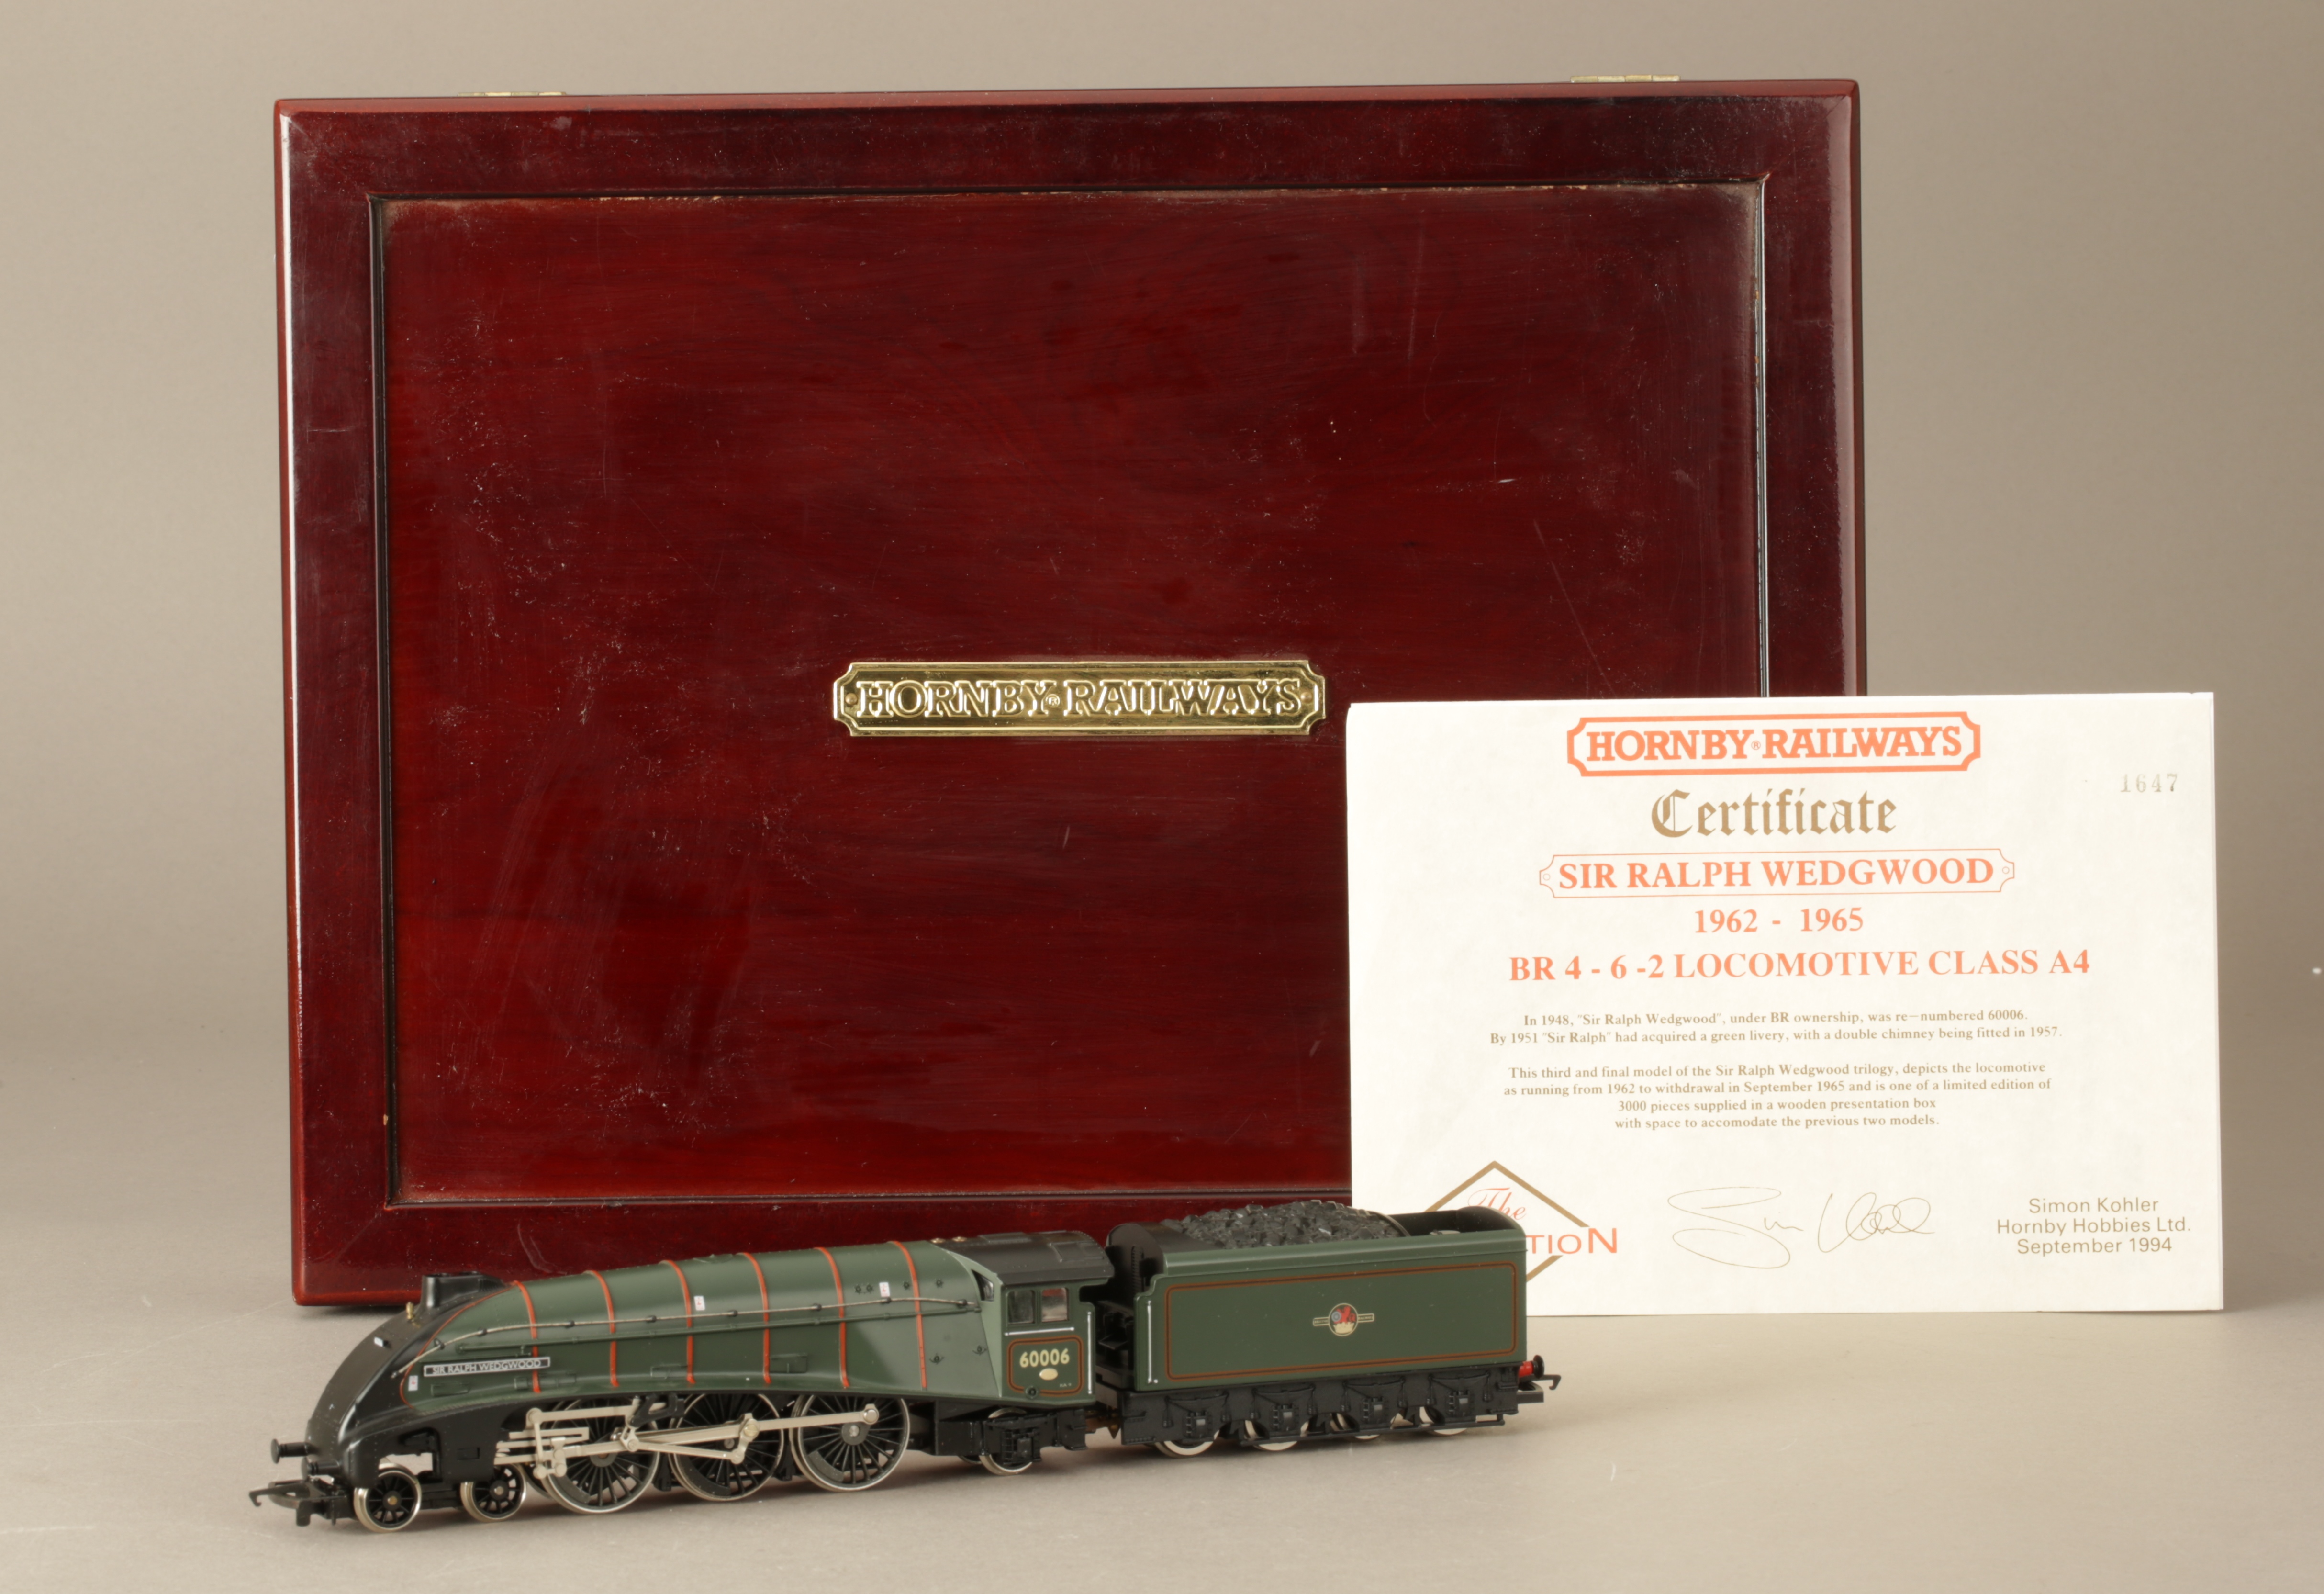 HORNBY® RAILWAYS
HORNBY® RAILWAYS
1647
Certificate
SIR RALPH WEDGWOOD
1962 - 1965
BR 4 - 6 -2 LOCOMOTIVE CLASS A4
In 1948, "Sir Ralph Wedgwood", under BR ownership, was re-numbered 60006.
By 1951 "Sir Ralph" had acquired a green livery, with a double chimney being fitted in 1957.
This third and final model of the Sir Ralph Wedgwood trilogy, depicts the locomotive
as running from 1962 to withdrawal in September 1965 and is one of a limited edition of
3000 pieces supplied in a wooden presentation box
with space to accomodate the previous two models.
The
TION
Simon Kohler
Hornby Hobbies Ltd.
September 1994
SIR RALPH WEDGWOOD
60006